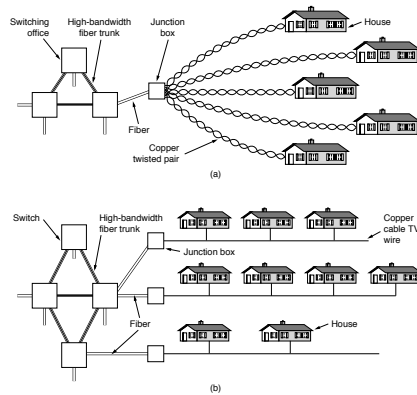 Switching
office
High-bandwidth
fiber trunk
Junction
box
House
Fiber
Copper
twisted pair
(a)
Switch
High-bandwidth
fiber trunk
Copper
cable TV
wire
Junction box
Fiber
House
(b)